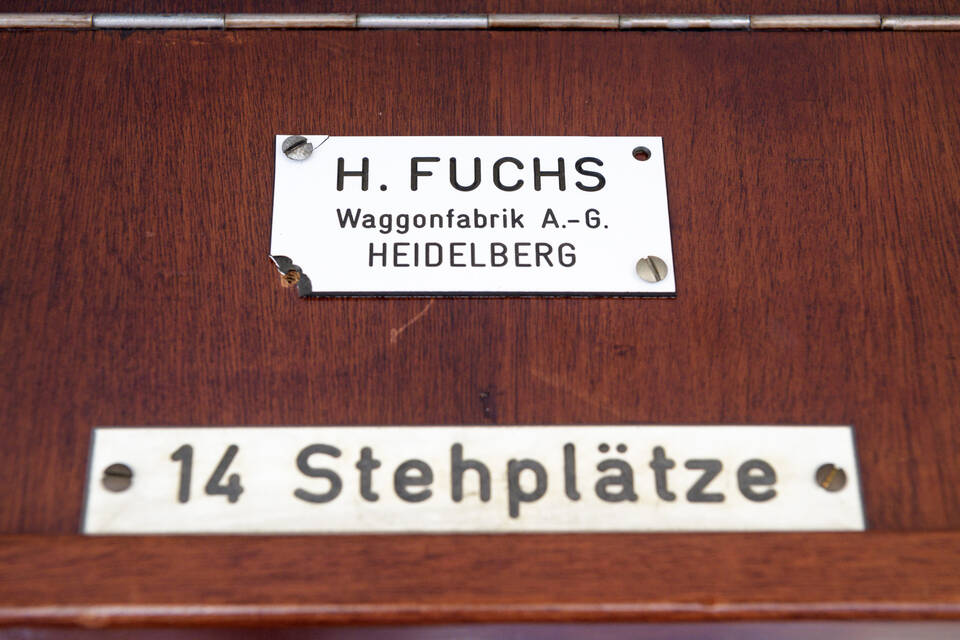 H. FUCHS
Waggonfabrik A.-G.
HEIDELBERG
14 Stehplätze